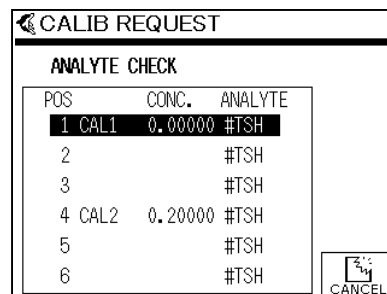 CALIB REQUEST
ANALYTE CHECK
POS CONC. ANALYTE
1 CAL1 0.00000 #TSH
2 #TSH
3 #TSH
4 CAL2 0.20000 #TSH
5 #TSH
6 #TSH
CANCEL